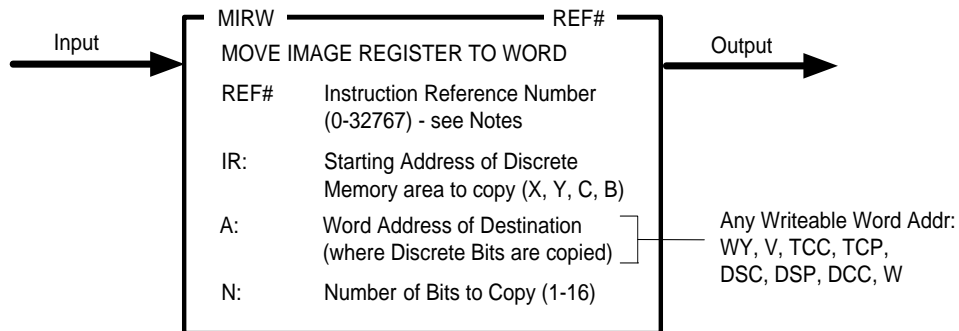 MIRW REF#
Input
MOVE IMAGE REGISTER TO WORD
Output
REF# Instruction Reference Number
(0-32767) - see Notes
IR: Starting Address of Discrete
Memory area to copy (X, Y, C, B)
A: Word Address of Destination
(where Discrete Bits are copied)
Any Writeable Word Addr:
WY, V, TCC, TCP,
DSC, DSP, DCC, W
N: Number of Bits to Copy (1-16)